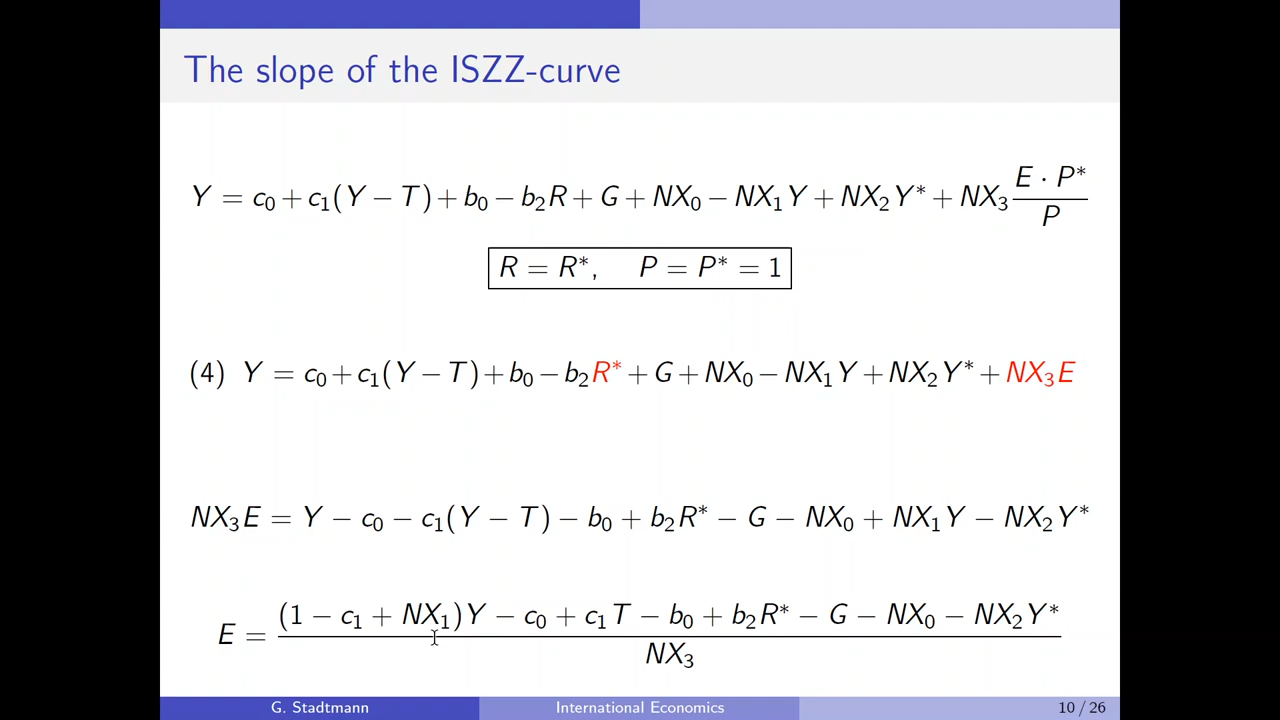 The slope of the ISZZ-curve
Y = c₀ + c₁(Y − T) + b₀ − b₂R + G + NX₀ − NX₁Y + NX₂Y* + NX₃ (E · P*)/P
R = R*, P = P* = 1
(4) Y = c₀ + c₁(Y − T) + b₀ − b₂R* + G + NX₀ − NX₁Y + NX₂Y* + NX₃E
NX₃E = Y − c₀ − c₁(Y − T) − b₀ + b₂R* − G − NX₀ + NX₁Y − NX₂Y*
E = ((1 − c₁ + NX₁)Y − c₀ + c₁T − b₀ + b₂R* − G − NX₀ − NX₂Y*)/NX₃
G. Stadtmann International Economics 10 / 26